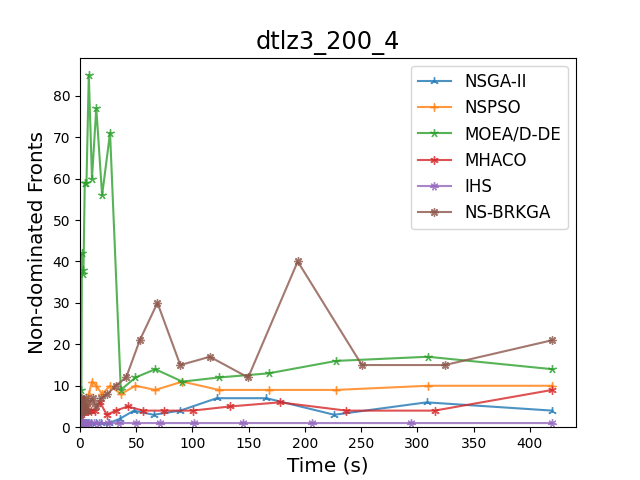 dtlz3_200_4
Non-dominated Fronts
80
70
60
50
40
30
20
10
0
0 50 100 150 200 250 300 350 400
Time (s)
NSGA-II
NSPSO
MOEA/D-DE
MHACO
IHS
NS-BRKGA